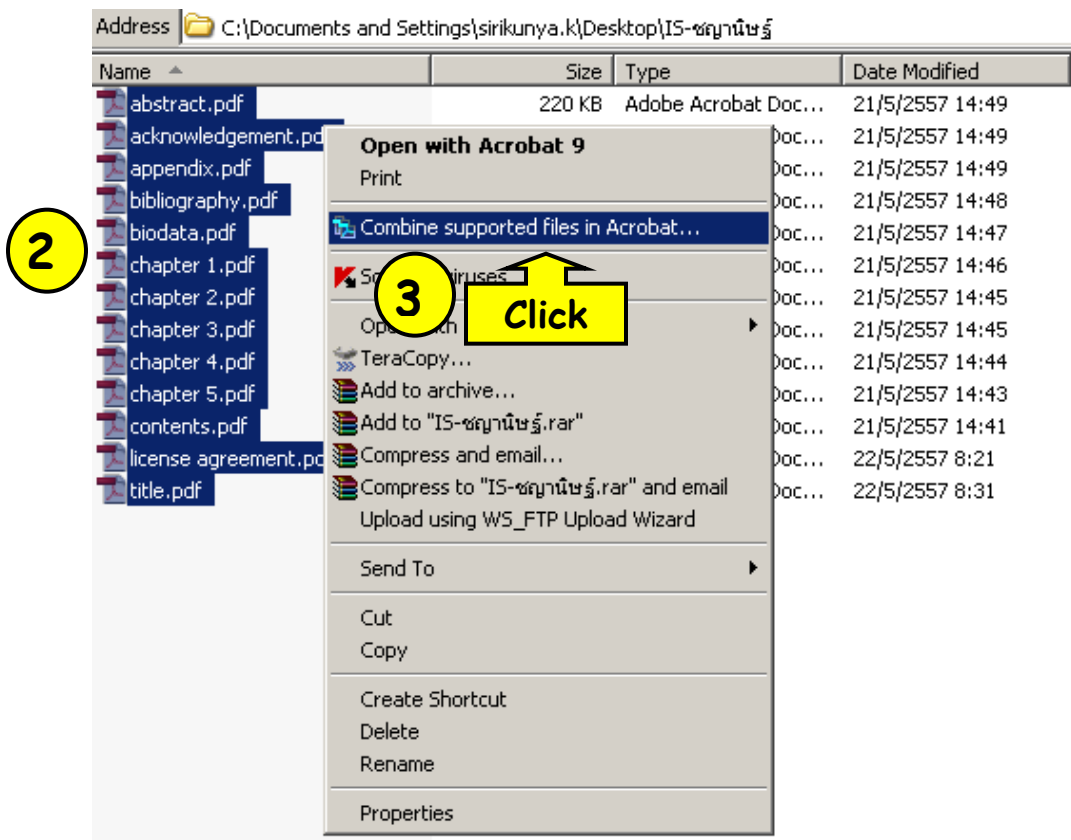 Address C:\Documents and Settings\sirikunya.k\Desktop\IS-ชญานิษฐ์
Name Size Type Date Modified
abstract.pdf 220 KB Adobe Acrobat Doc... 21/5/2557 14:49
acknowledgement.pd Doc... 21/5/2557 14:49
appendix.pdf Doc... 21/5/2557 14:49
bibliography.pdf Doc... 21/5/2557 14:48
biodata.pdf Doc... 21/5/2557 14:47
chapter 1.pdf Doc... 21/5/2557 14:46
chapter 2.pdf Doc... 21/5/2557 14:45
chapter 3.pdf Doc... 21/5/2557 14:45
chapter 4.pdf Doc... 21/5/2557 14:44
chapter 5.pdf Doc... 21/5/2557 14:43
contents.pdf Doc... 21/5/2557 14:41
license agreement.pd Doc... 22/5/2557 8:21
title.pdf Doc... 22/5/2557 8:31
2
Open with Acrobat 9
Print
Combine supported files in Acrobat...
viruses
3
Click
TeraCopy...
Add to archive...
Add to "IS-ชญานิษฐ์.rar"
Compress and email...
Compress to "IS-ชญานิษฐ์.rar" and email
Upload using WS_FTP Upload Wizard
Send To
Cut
Copy
Create Shortcut
Delete
Rename
Properties